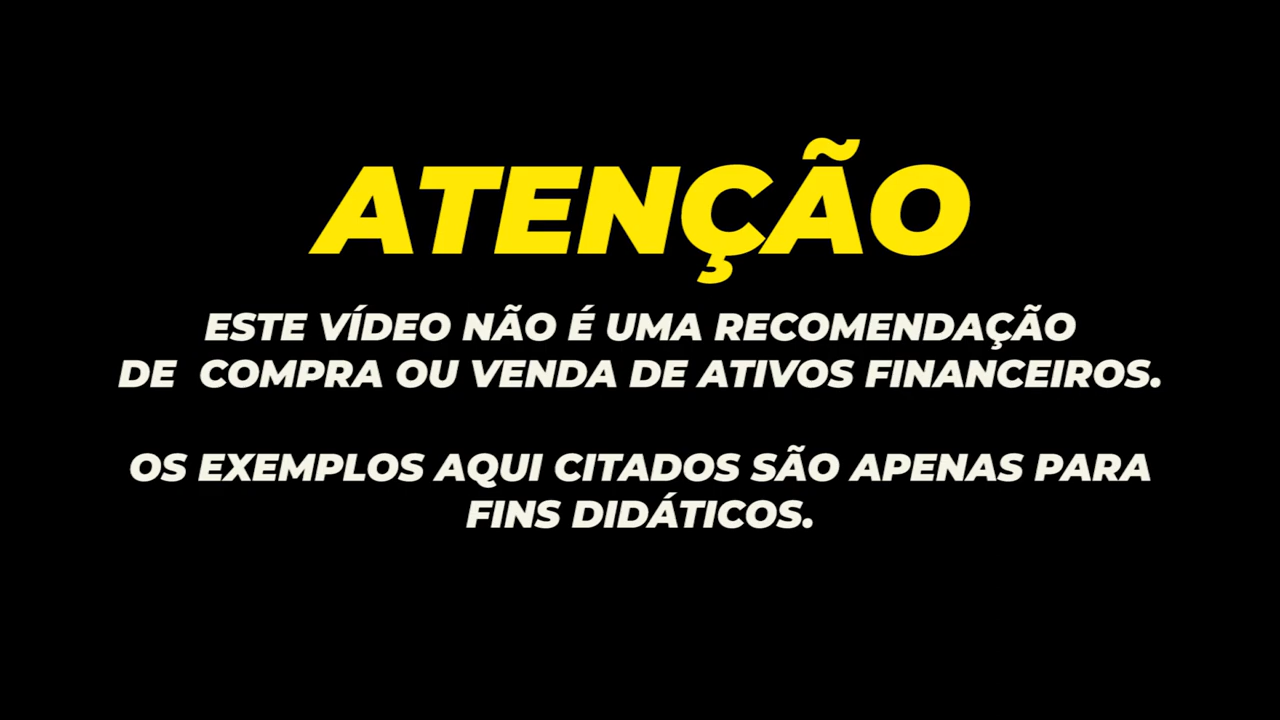 ATENÇÃO
ESTE VÍDEO NÃO É UMA RECOMENDAÇÃO
DE COMPRA OU VENDA DE ATIVOS FINANCEIROS.
OS EXEMPLOS AQUI CITADOS SÃO APENAS PARA
FINS DIDÁTICOS.